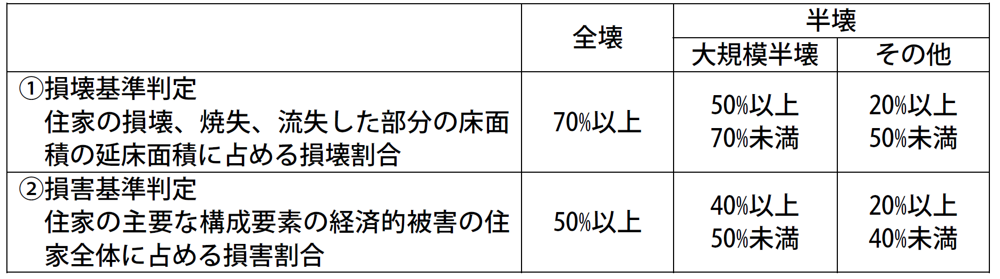 全壊
半壊
大規模半壊
その他
①損壊基準判定
住家の損壊、焼失、流失した部分の床面
積の延床面積に占める損壊割合
70%以上
50%以上
70%未満
20%以上
50%未満
②損害基準判定
住家の主要な構成要素の経済的被害の住
家全体に占める損害割合
50%以上
40%以上
50%未満
20%以上
40%未満